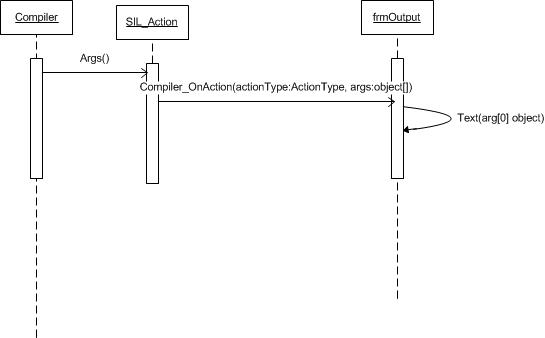 Compiler
SIL_Action
frmOutput
Args()
Compiler_OnAction(actionType:ActionType, args:object[])
Text(arg[0] object)